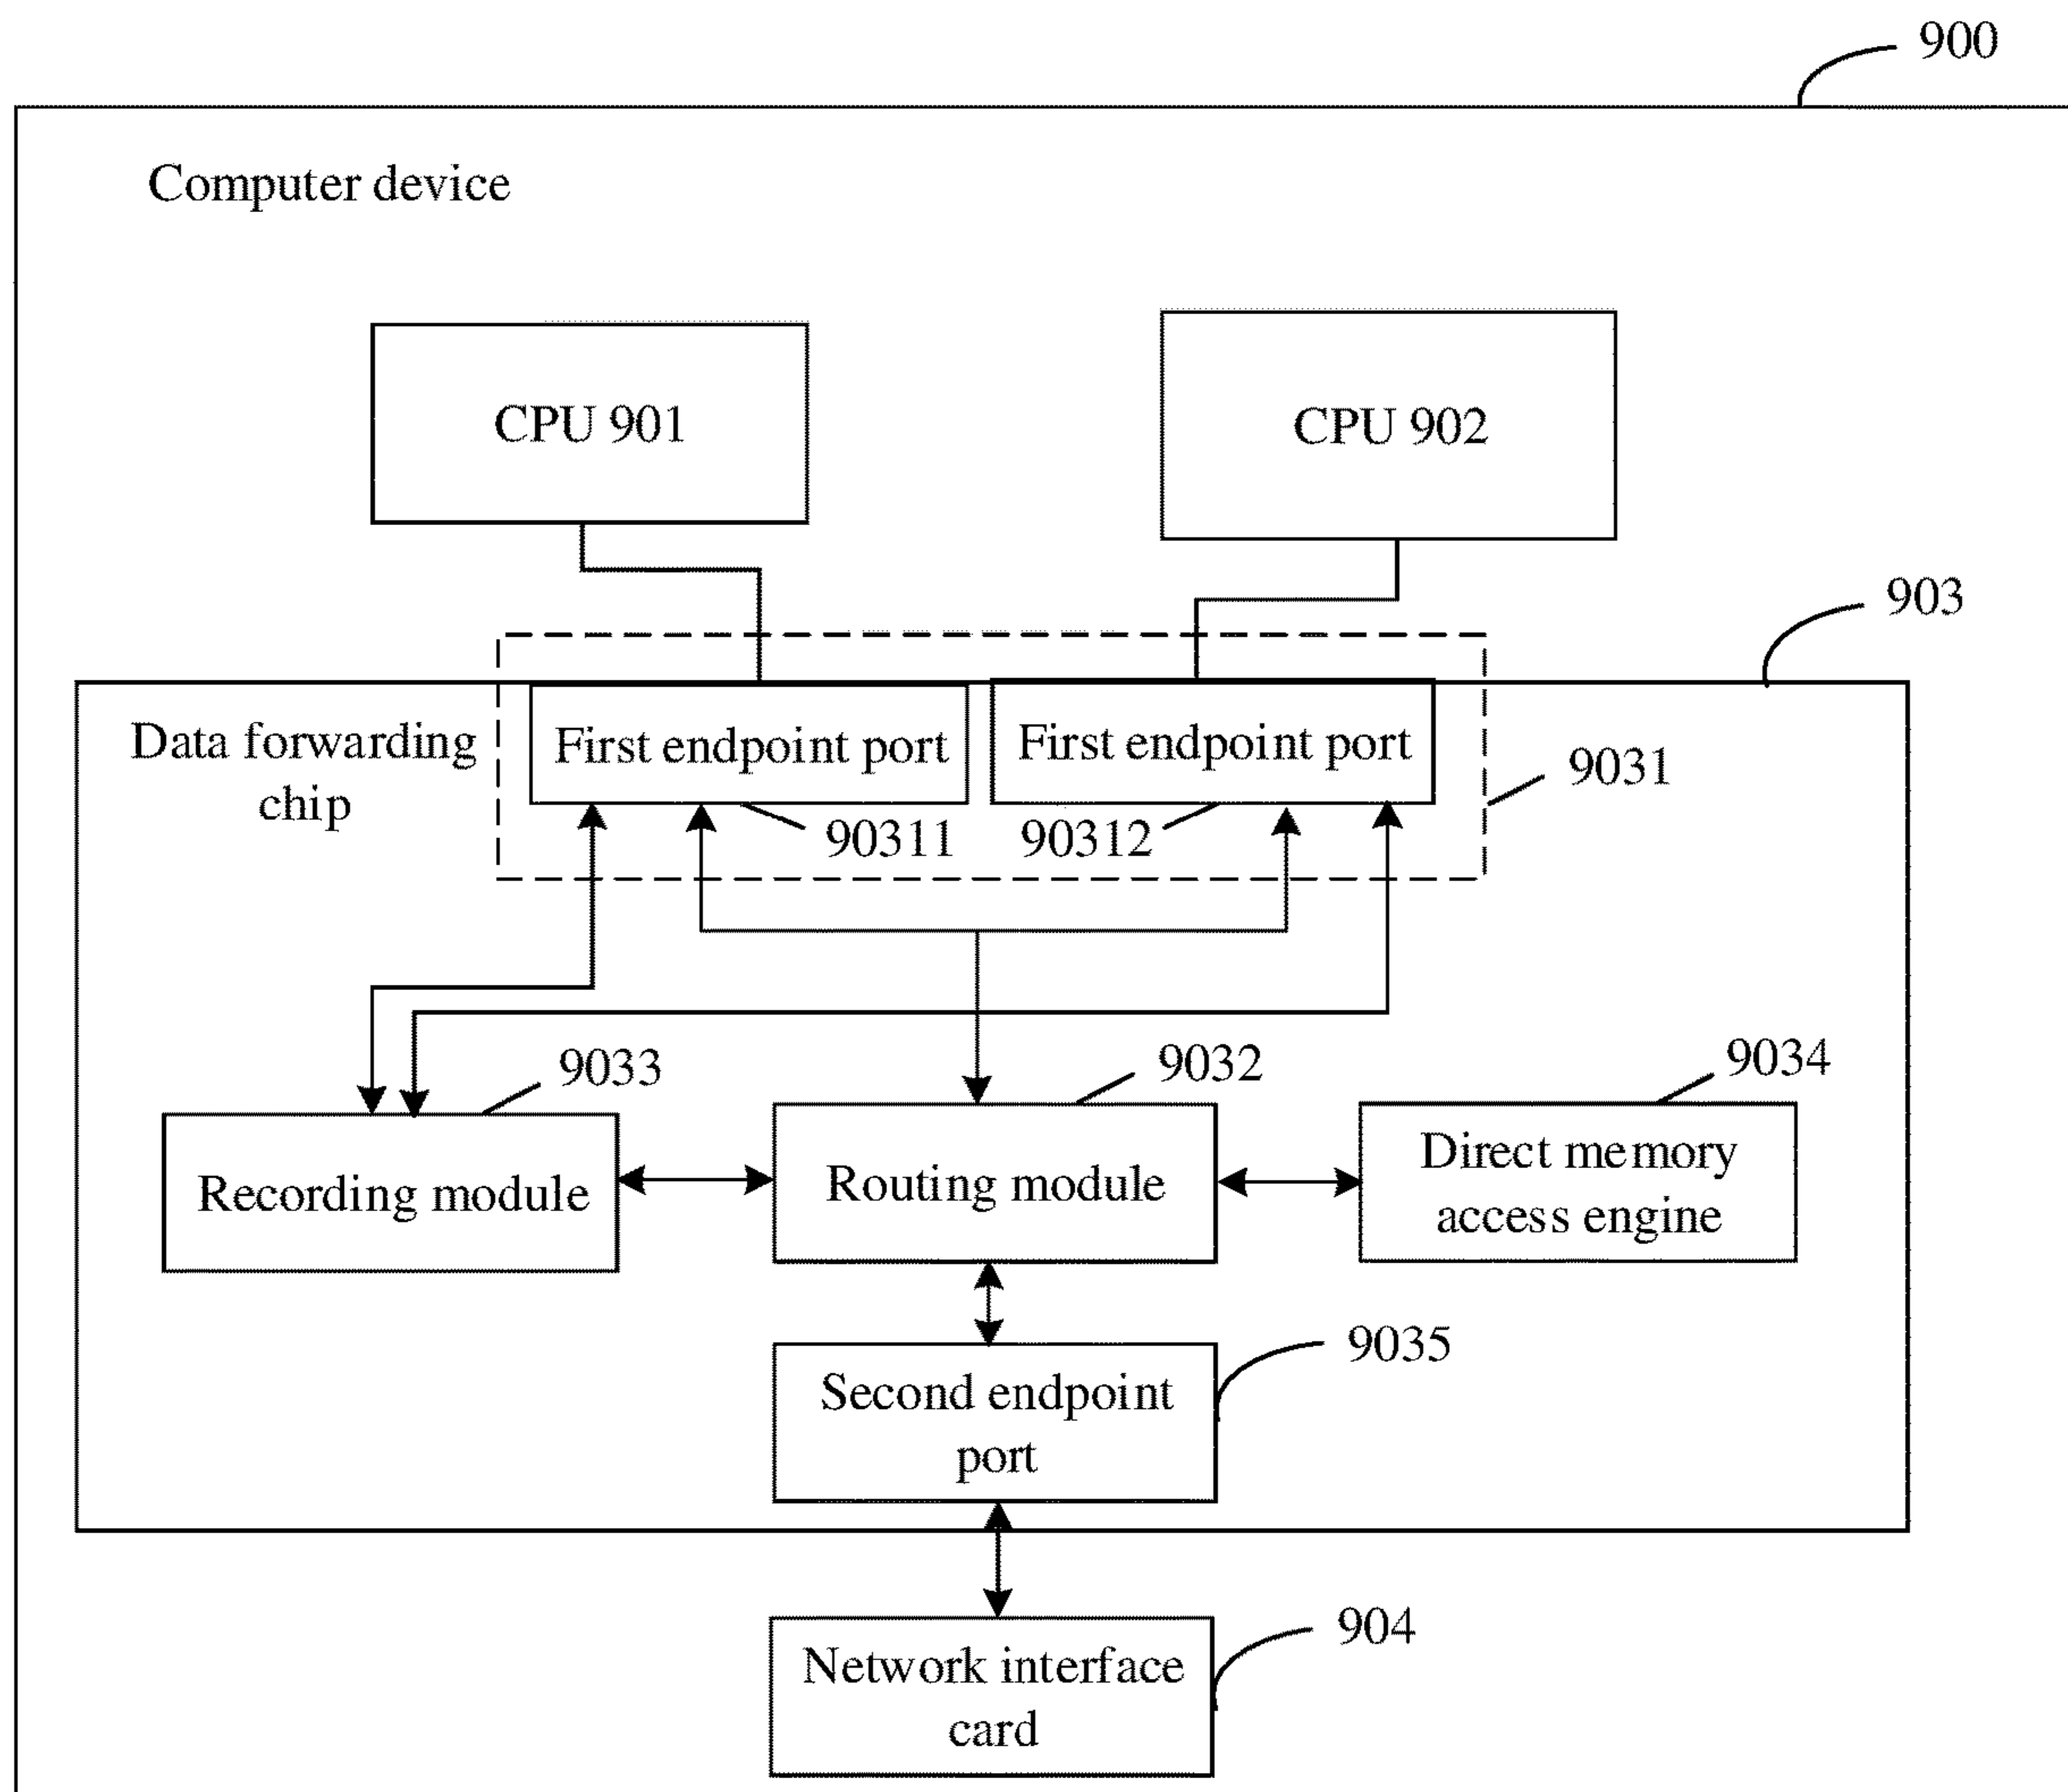 900
Computer device
CPU 901
CPU 902
903
Data forwarding
chip
First endpoint port
First endpoint port
9031
90311
90312
9033
9032
9034
Recording module
Routing module
Direct memory
access engine
9035
Second endpoint
port
904
Network interface
card